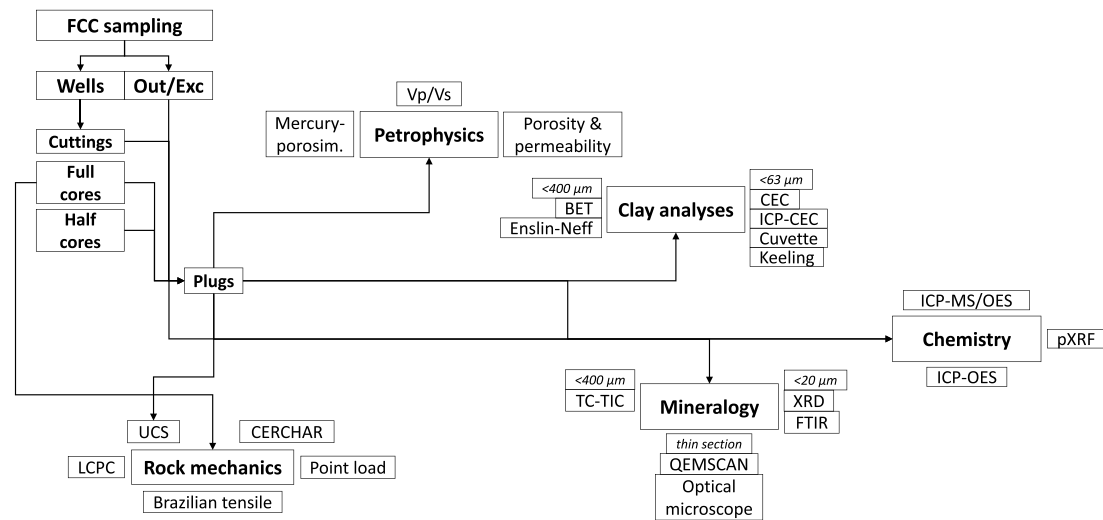 FCC sampling
Wells
Out/Exc
Cuttings
Full
cores
Half
cores
Plugs
Vp/Vs
Mercury-
porosim.
Petrophysics
Porosity &
permeability
<400 µm
BET
Enslin-Neff
Clay analyses
<63 µm
CEC
ICP-CEC
Cuvette
Keeling
ICP-MS/OES
Chemistry
pXRF
ICP-OES
<400 µm
TC-TIC
Mineralogy
<20 µm
XRD
FTIR
thin section
QEMSCAN
Optical
microscope
UCS
CERCHAR
LCPC
Rock mechanics
Point load
Brazilian tensile